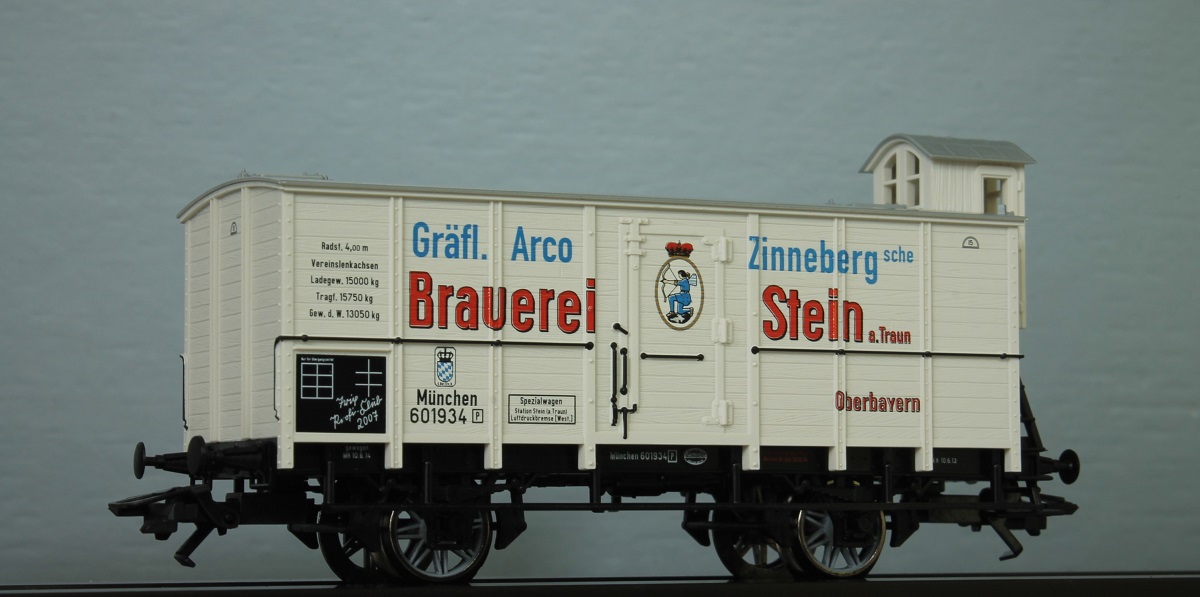 Radst. 4,00 m
Vereinslenkachsen
Ladegew. 15000 kg
Tragf. 15750 kg
Gew. d. W. 13050 kg
Gräfl. Arco Zinneberg sche
Brauerei Stein a. Traun
Oberbayern
München
601934 P
Spezialwagen
Station Stein (a Traun)
Luftdruckbremse (West.)
2007
München 601934 P